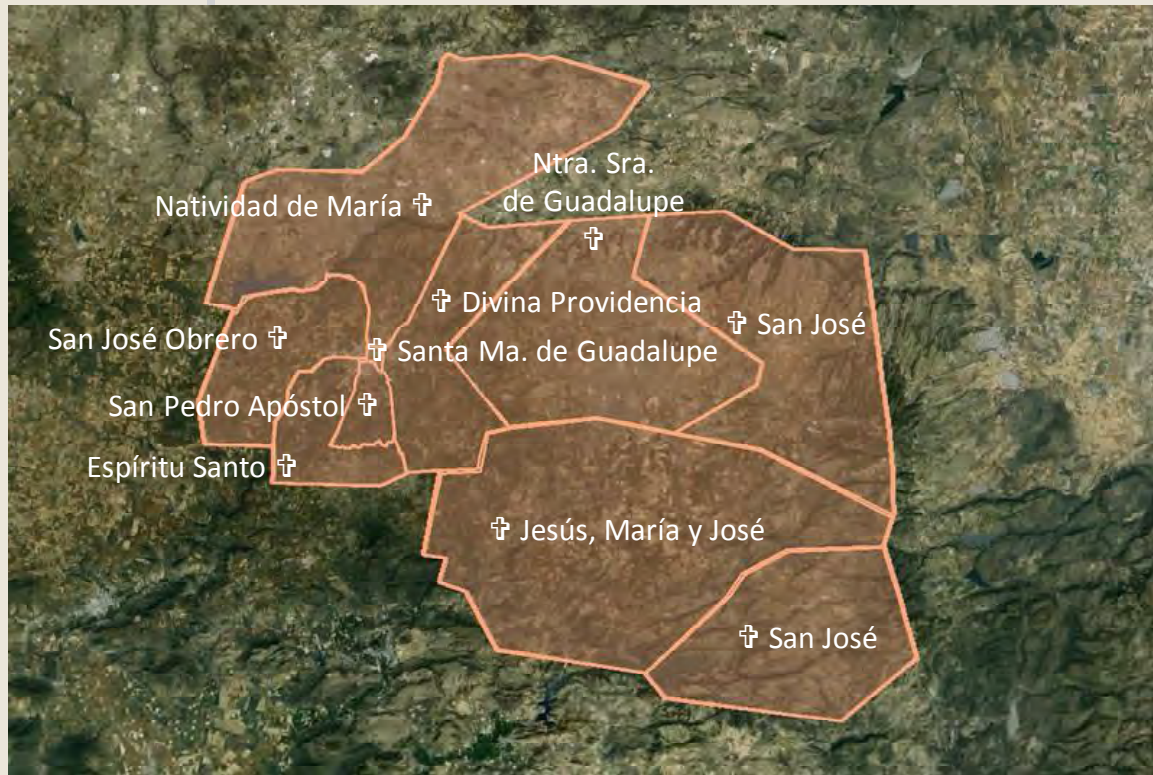 Ntra. Sra.
de Guadalupe
✞
Natividad de María ✞
✞ Divina Providencia
✞ San José
San José Obrero ✞
✞ Santa Ma. de Guadalupe
San Pedro Apóstol ✞
Espíritu Santo ✞
✞ Jesús, María y José
✞ San José